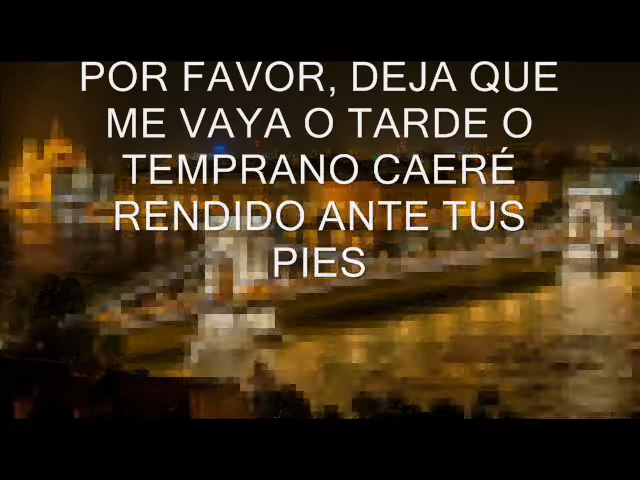 POR FAVOR, DEJA QUE
ME VAYA O TARDE O
TEMPRANO CAERÉ
RENDIDO ANTE TUS
PIES